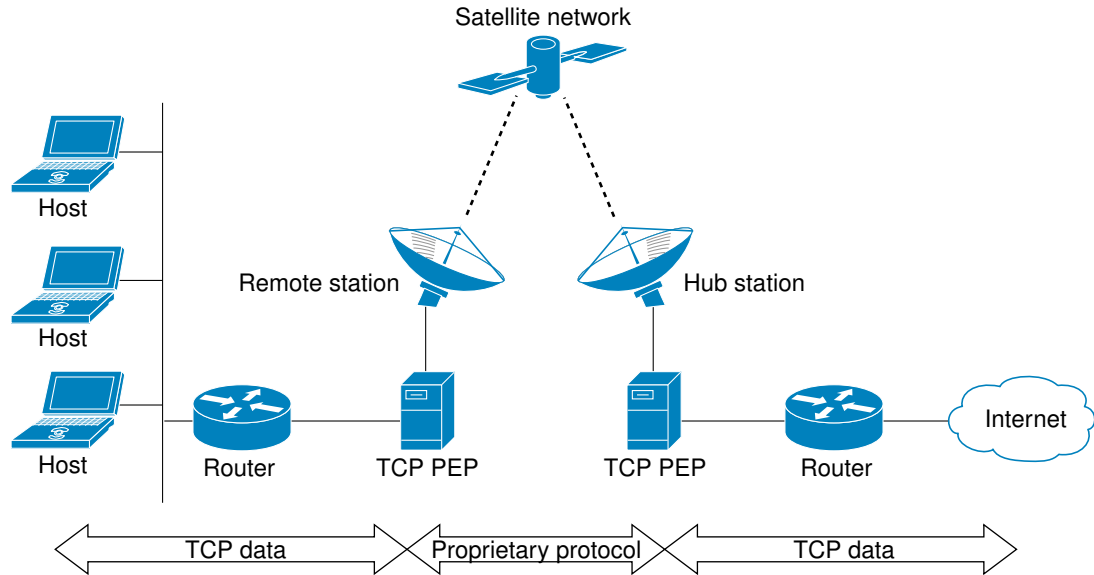 Satellite network
Host
Remote station
Hub station
Host
Host
Router
TCP PEP
TCP PEP
Router
Internet
TCP data
Proprietary protocol
TCP data